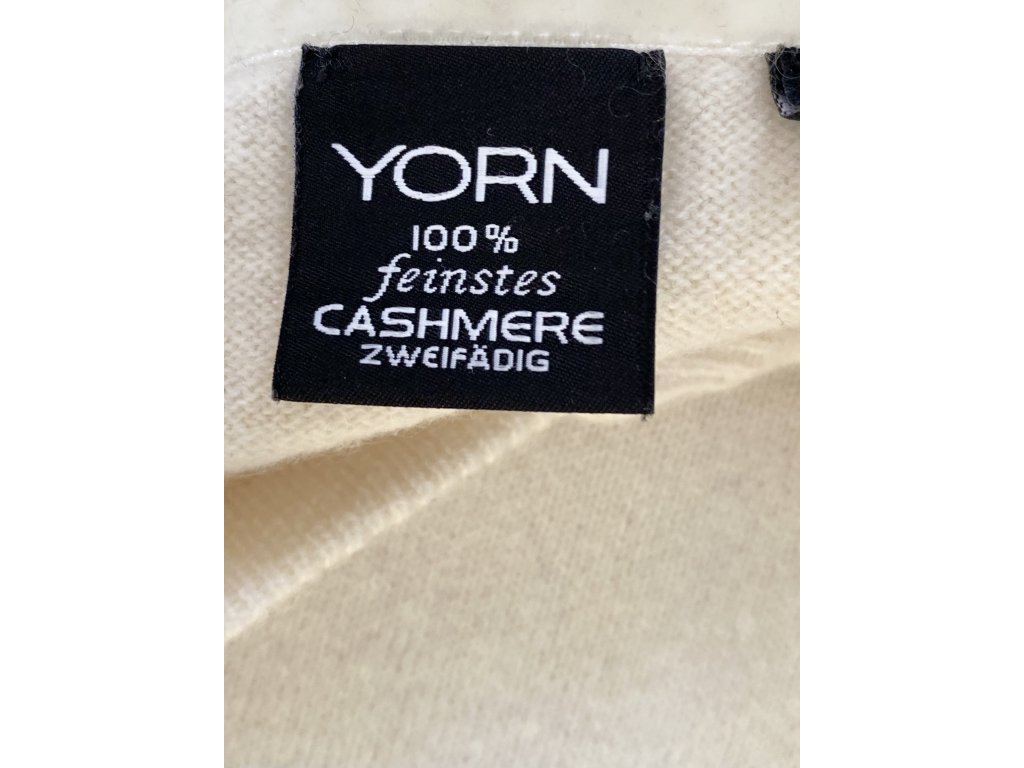 YORN
100%
feinstes
CASHMERE
ZWEIFÄDIG